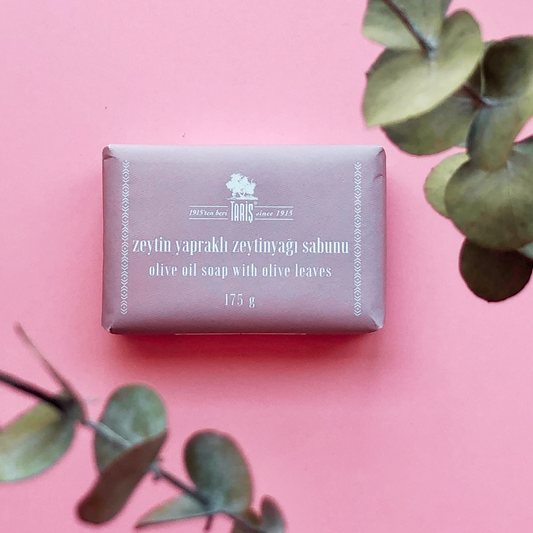 1915'ten beri TARİŞ since 1915
zeytin yapraklı zeytinyağı sabunu
olive oil soap with olive leaves
175 g